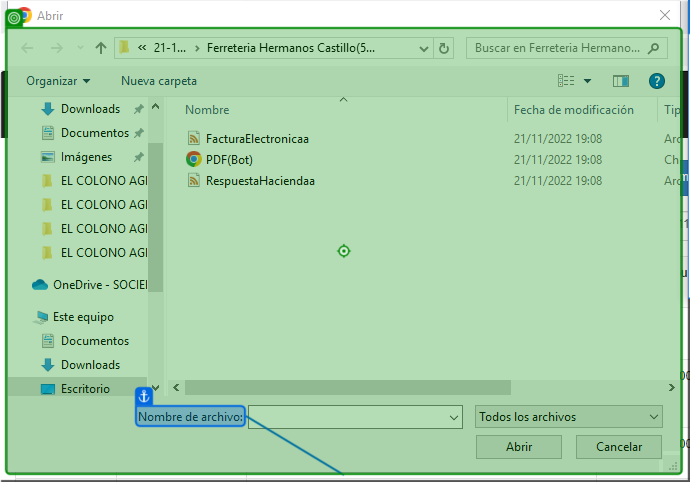 Abrir
« 21-1... › Ferreteria Hermanos Castillo(5...
Buscar en Ferreteria Hermano...
Organizar
Nueva carpeta
?
Downloads
Documentos
Imágenes
EL COLONO AGI
EL COLONO AGI
EL COLONO AGI
EL COLONO AGI
OneDrive - SOCIE
Este equipo
Documentos
Downloads
Escritorio
Nombre
Fecha de modificación
Tip
FacturaElectronicaa
21/11/2022 19:08
Arc
PDF(Bot)
21/11/2022 19:08
Ch
RespuestaHaciendaa
21/11/2022 19:08
Arc
Nombre de archivo:
Todos los archivos
Abrir
Cancelar